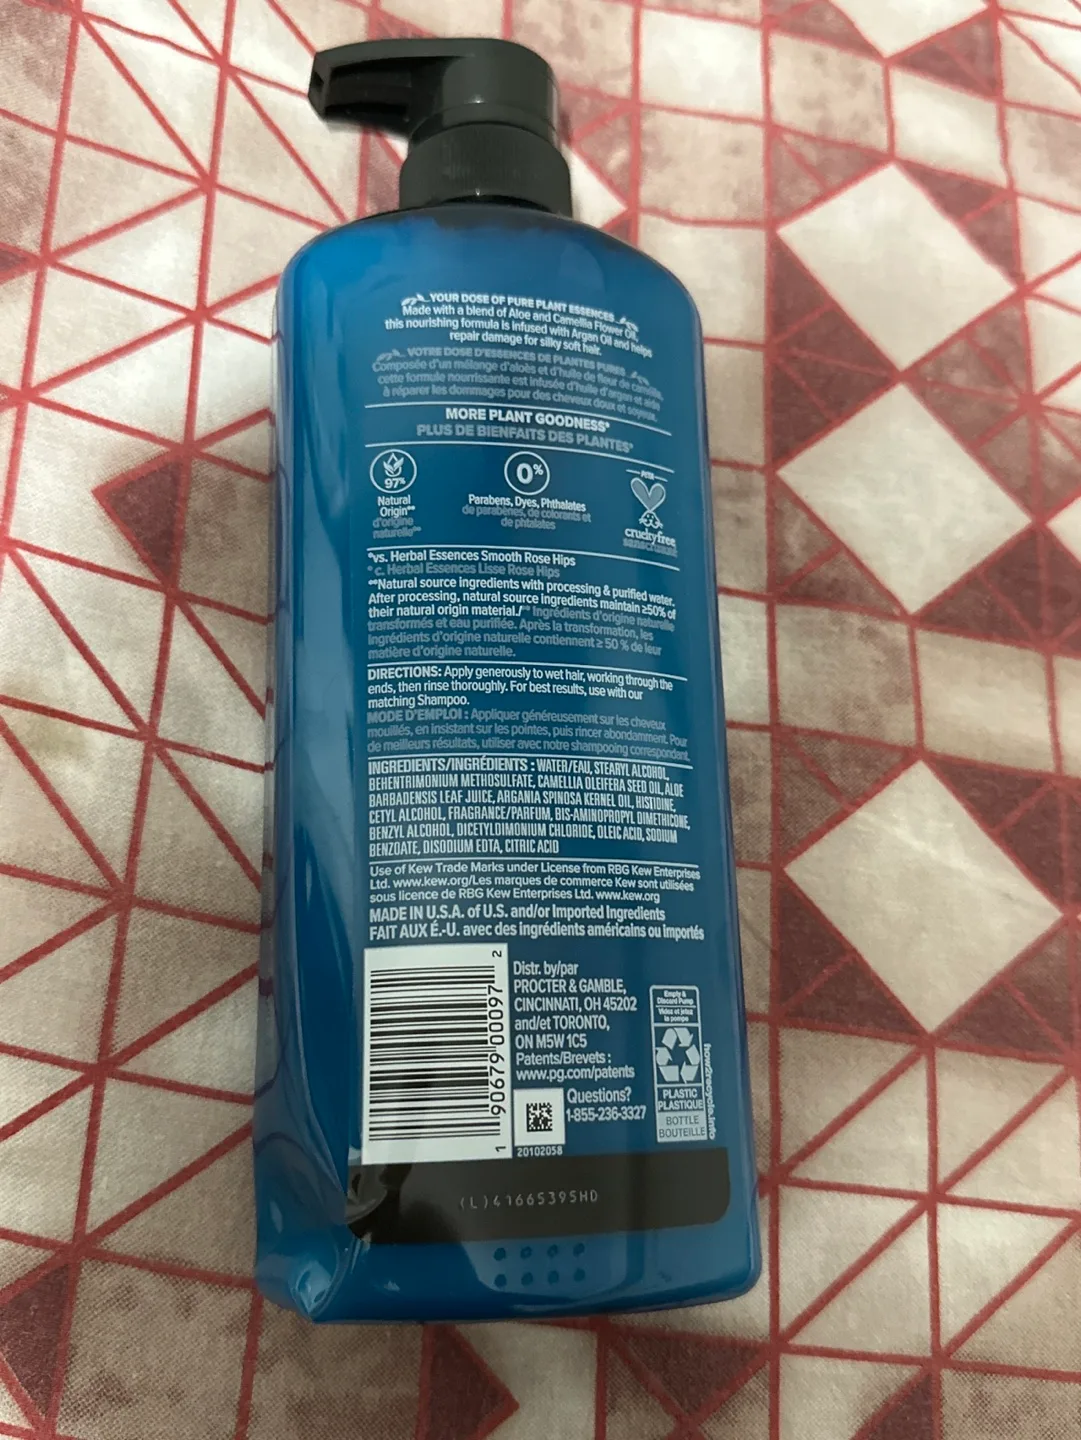 YOUR DOSE OF PURE PLANT ESSENCES
Made with a blend of Aloe and Camellia Flower Oil,
this nourishing formula is infused with Argan Oil and helps
repair damage for silky soft hair.
VOTRE DOSE D'ESSENCES DE PLANTES PURES
Composée d'un mélange d'aloès et d'huile de fleur de camélia,
cette formule nourrissante est infusée d'huile d'argan et aide
à réparer les dommages pour des cheveux doux et soyeux.
MORE PLANT GOODNESS*
PLUS DE BIENFAITS DES PLANTES*
97%
Natural
Origin**
d'origine
naturelle**
0%
Parabens, Dyes, Phthalates
de parabènes, de colorants et
de phtalates
PETA
cruelty free
sans cruauté
*vs. Herbal Essences Smooth Rose Hips
*c. Herbal Essences Lisse Rose Hips
**Natural source ingredients with processing & purified water.
After processing, natural source ingredients maintain ≥50% of
their natural origin material./** Ingrédients d'origine naturelle
transformés et eau purifiée. Après la transformation, les
ingrédients d'origine naturelle contiennent ≥ 50 % de leur
matière d'origine naturelle.
DIRECTIONS: Apply generously to wet hair, working through the
ends, then rinse thoroughly. For best results, use with our
matching Shampoo.
MODE D'EMPLOI : Appliquer généreusement sur les cheveux
mouillés, en insistant sur les pointes, puis rincer abondamment. Pour
de meilleurs résultats, utiliser avec notre shampooing correspondant.
INGREDIENTS/INGRÉDIENTS : WATER/EAU, STEARYL ALCOHOL,
BEHENTRIMONIUM METHOSULFATE, CAMELLIA OLEIFERA SEED OIL, ALOE
BARBADENSIS LEAF JUICE, ARGANIA SPINOSA KERNEL OIL, HISTIDINE,
CETYL ALCOHOL, FRAGRANCE/PARFUM, BIS-AMINOPROPYL DIMETHICONE,
BENZYL ALCOHOL, DICETYLDIMONIUM CHLORIDE, OLEIC ACID, SODIUM
BENZOATE, DISODIUM EDTA, CITRIC ACID
Use of Kew Trade Marks under License from RBG Kew Enterprises
Ltd. www.kew.org/Les marques de commerce Kew sont utilisées
sous licence de RBG Kew Enterprises Ltd. www.kew.org
MADE IN U.S.A. of U.S. and/or Imported Ingredients
FAIT AUX É.-U. avec des ingrédients américains ou importés
1 90679 00097 2
Distr. by/par
PROCTER & GAMBLE,
CINCINNATI, OH 45202
and/et TORONTO,
ON M5W 1C5
Patents/Brevets :
www.pg.com/patents
Questions?
1-855-236-3327
20102058
Empty &
Discard Pump
Videz et jetez
la pompe
PLASTIC
PLASTIQUE
BOTTLE
BOUTEILLE
how2recycle.info
(L)41665395HD